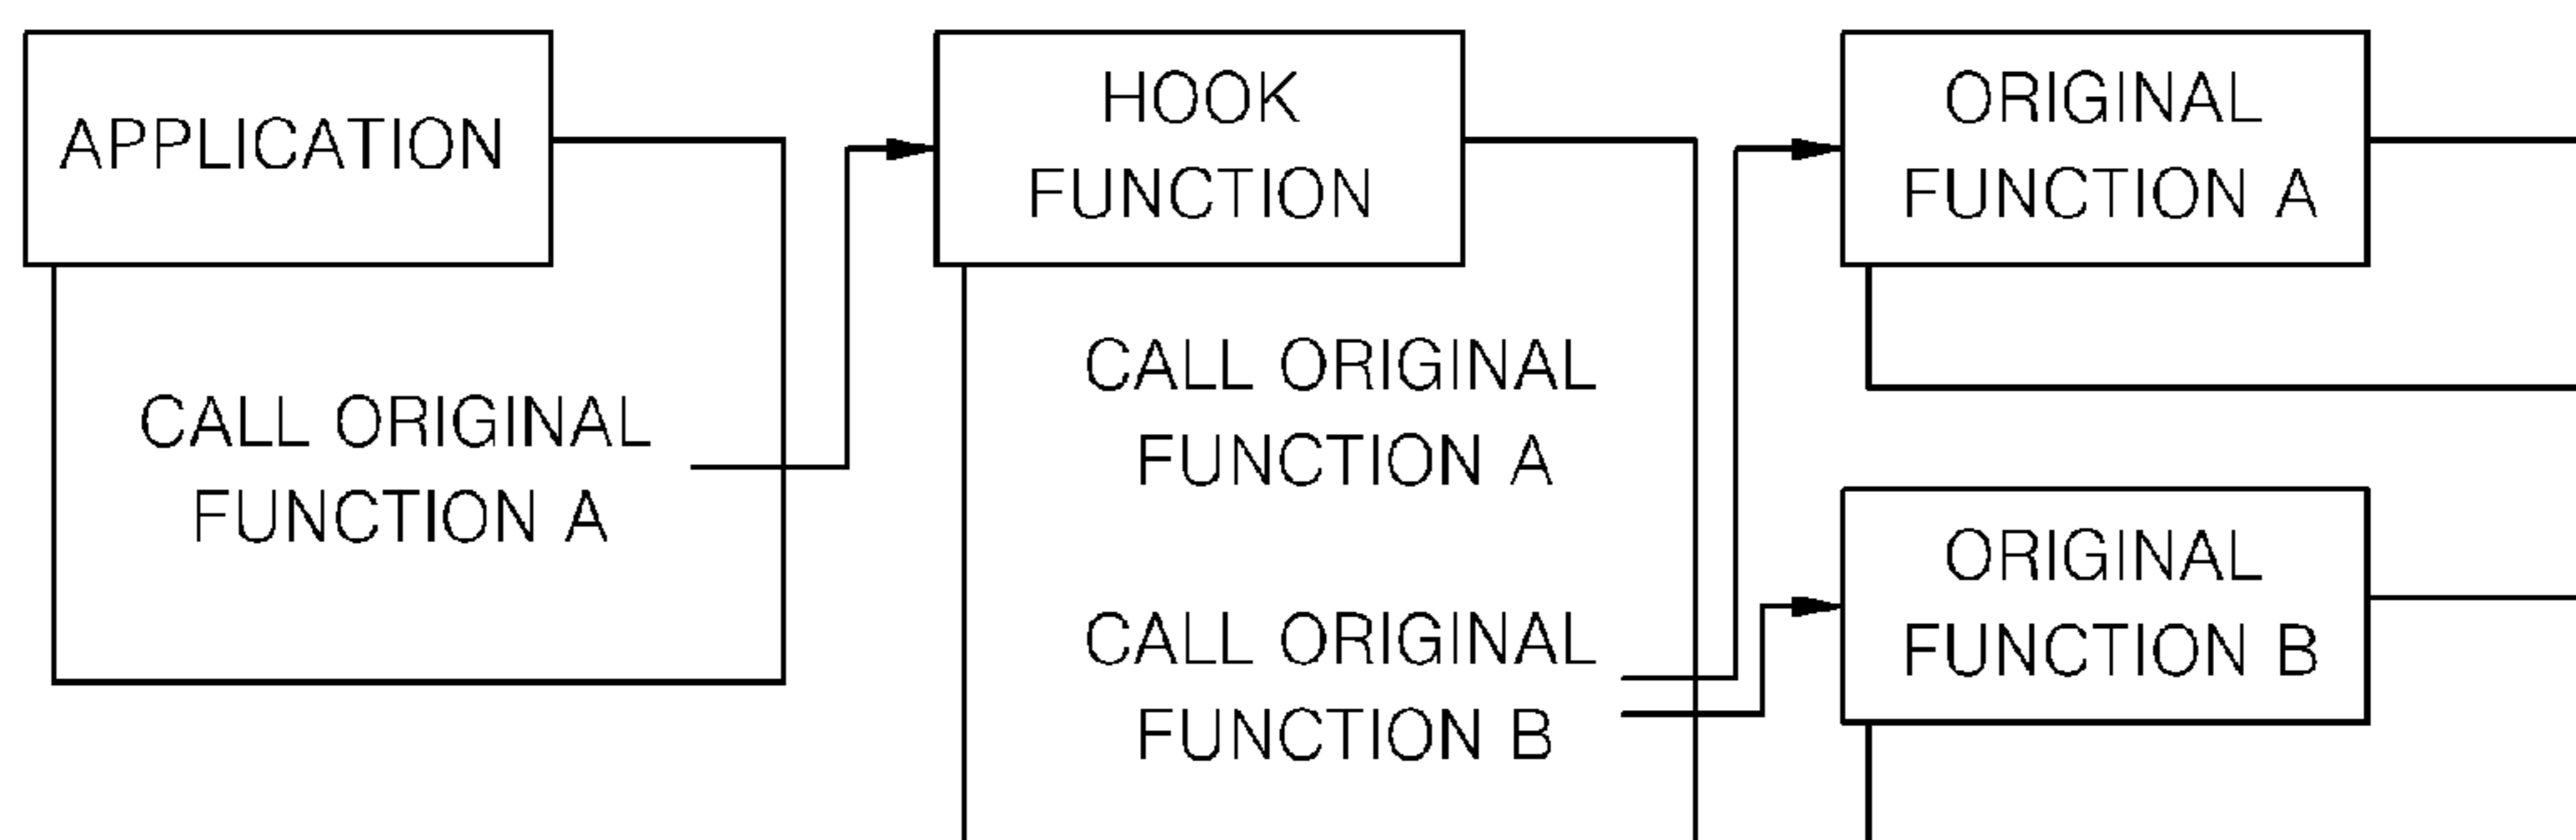 APPLICATION
CALL ORIGINAL
FUNCTION A
HOOK
FUNCTION
CALL ORIGINAL
FUNCTION A
CALL ORIGINAL
FUNCTION B
ORIGINAL
FUNCTION A
ORIGINAL
FUNCTION B